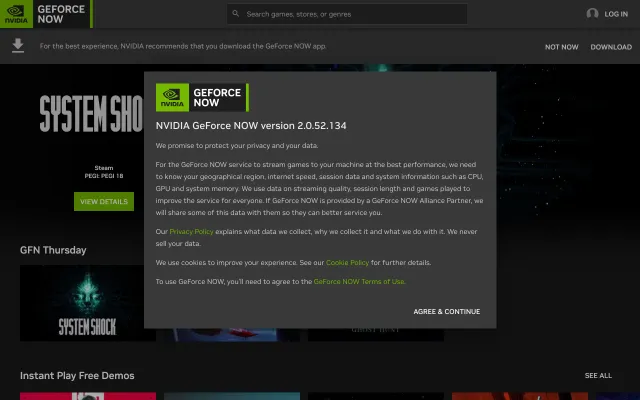 NVIDIA
GEFORCE
NOW
Search games, stores, or genres
LOG IN
For the best experience, NVIDIA recommends that you download the GeForce NOW app.
NOT NOW
DOWNLOAD
SYSTEM SHO
Steam
PEGI: PEGI 18
VIEW DETAILS
NVIDIA
GEFORCE
NOW
NVIDIA GeForce NOW version 2.0.52.134
We promise to protect your privacy and your data.
For the GeForce NOW service to stream games to your machine at the best performance, we need
to know your geographical region, internet speed, session data and system information such as CPU,
GPU and system memory. We use data on streaming quality, session length and games played to
improve the service for everyone. If GeForce NOW is provided by a GeForce NOW Alliance Partner, we
will share some of this data with them so they can better service you.
Our Privacy Policy explains what data we collect, why we collect it and what we do with it. We never
sell your data.
We use cookies to improve your experience. See our Cookie Policy for further details.
To use GeForce NOW, you'll need to agree to the GeForce NOW Terms of Use.
AGREE & CONTINUE
GFN Thursday
SYSTEM SHOCK
Instant Play Free Demos
SEE ALL